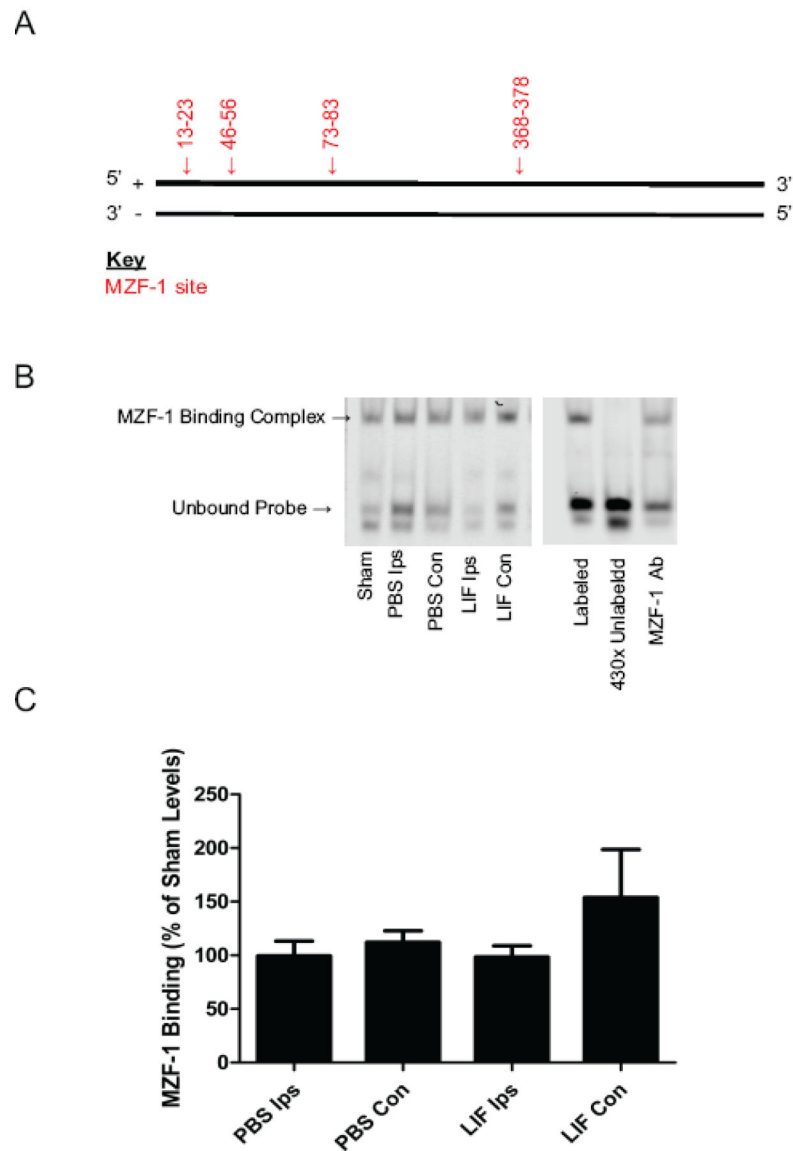 A
← 13-23
← 46-56
← 73-83
← 368-378
5' + 3'
3' - 5'
Key
MZF-1 site
B
MZF-1 Binding Complex →
Unbound Probe →
Sham
PBS Ips
PBS Con
LIF Ips
LIF Con
Labeled
430x Unlabeldd
MZF-1 Ab
C
MZF-1 Binding (% of Sham Levels)
250
200
150
100
50
0
PBS Ips
PBS Con
LIF Ips
LIF Con